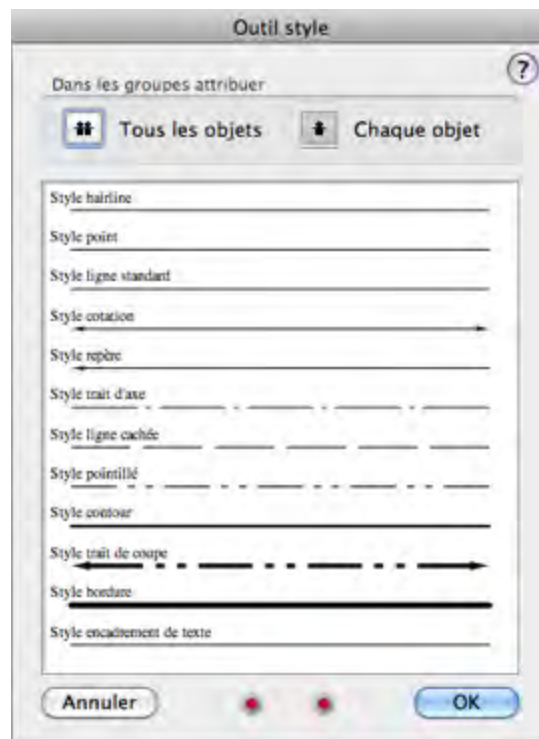 Outil style
?
Dans les groupes attribuer
Tous les objets Chaque objet
Style hairline
Style point
Style ligne standard
Style cotation
Style repère
Style trait d'axe
Style ligne cachée
Style pointillé
Style contour
Style trait de coupe
Style bordure
Style encadrement de texte
Annuler OK